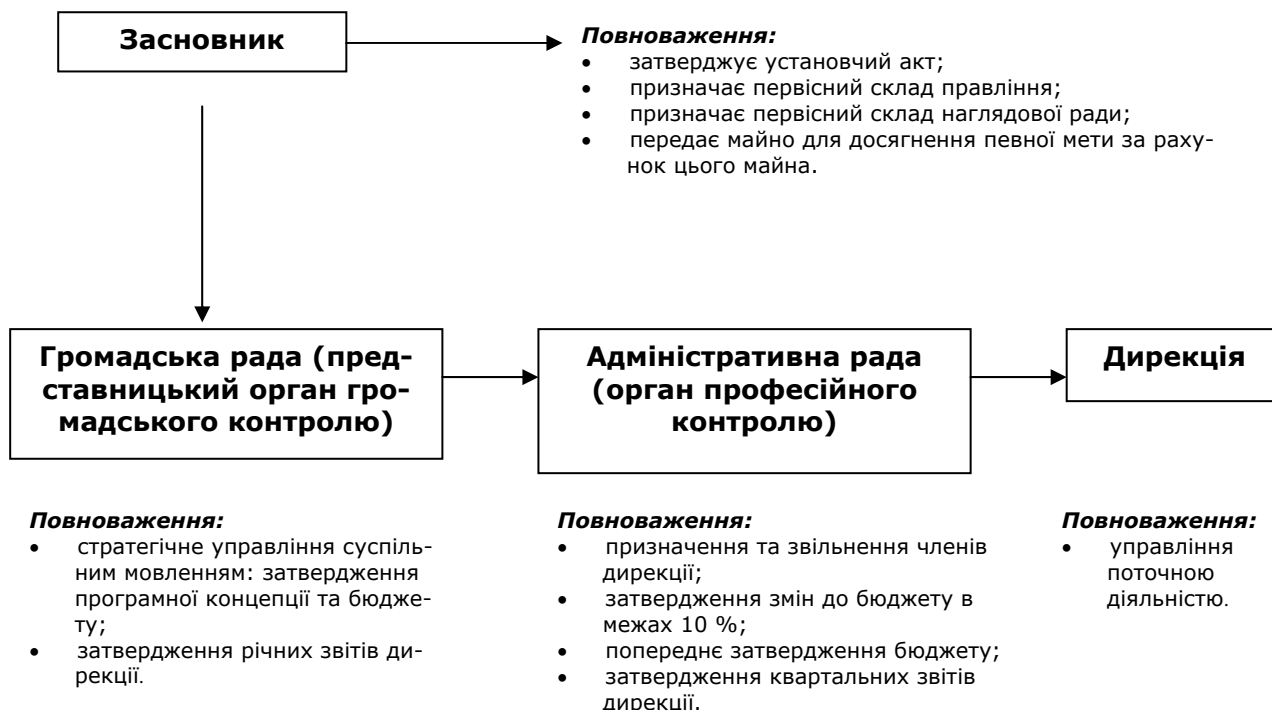 Засновник
Повноваження:
• затверджує установчий акт;
• призначає первісний склад правління;
• призначає первісний склад наглядової ради;
• передає майно для досягнення певної мети за раху-
нок цього майна.
Громадська рада (пред-
ставницький орган гро-
мадського контролю)
Адміністративна рада
(орган професійного
контролю)
Дирекція
Повноваження:
• стратегічне управління суспіль-
ним мовленням: затвердження
програмної концепції та бюдже-
ту;
• затвердження річних звітів ди-
рекції.
Повноваження:
• призначення та звільнення членів
дирекції;
• затвердження змін до бюджету в
межах 10 %;
• попереднє затвердження бюджету;
• затвердження квартальних звітів
дирекції.
Повноваження:
• управління
поточною
діяльністю.